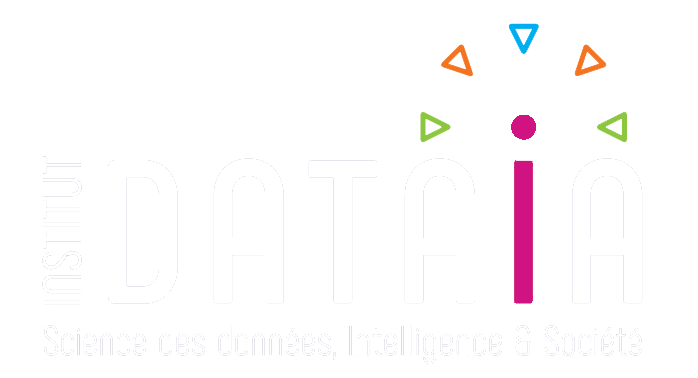 INSTITUT
DATAiA
Science des données, Intelligence & Société